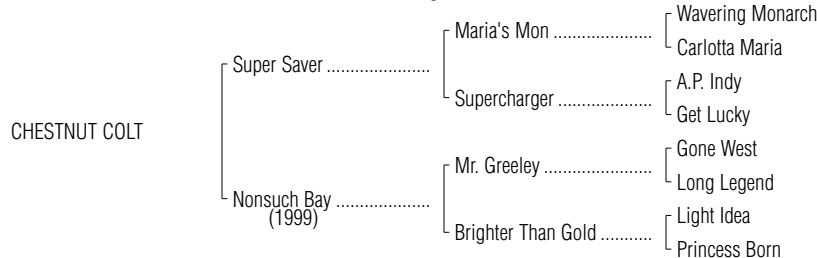 Wavering Monarch
Maria's Mon .....................
Carlotta Maria
Super Saver ......................
A.P. Indy
Supercharger ....................
Get Lucky
CHESTNUT COLT
Gone West
Mr. Greeley .......................
Long Legend
Nonsuch Bay ....................
(1999)
Light Idea
Brighter Than Gold ...........
Princess Born